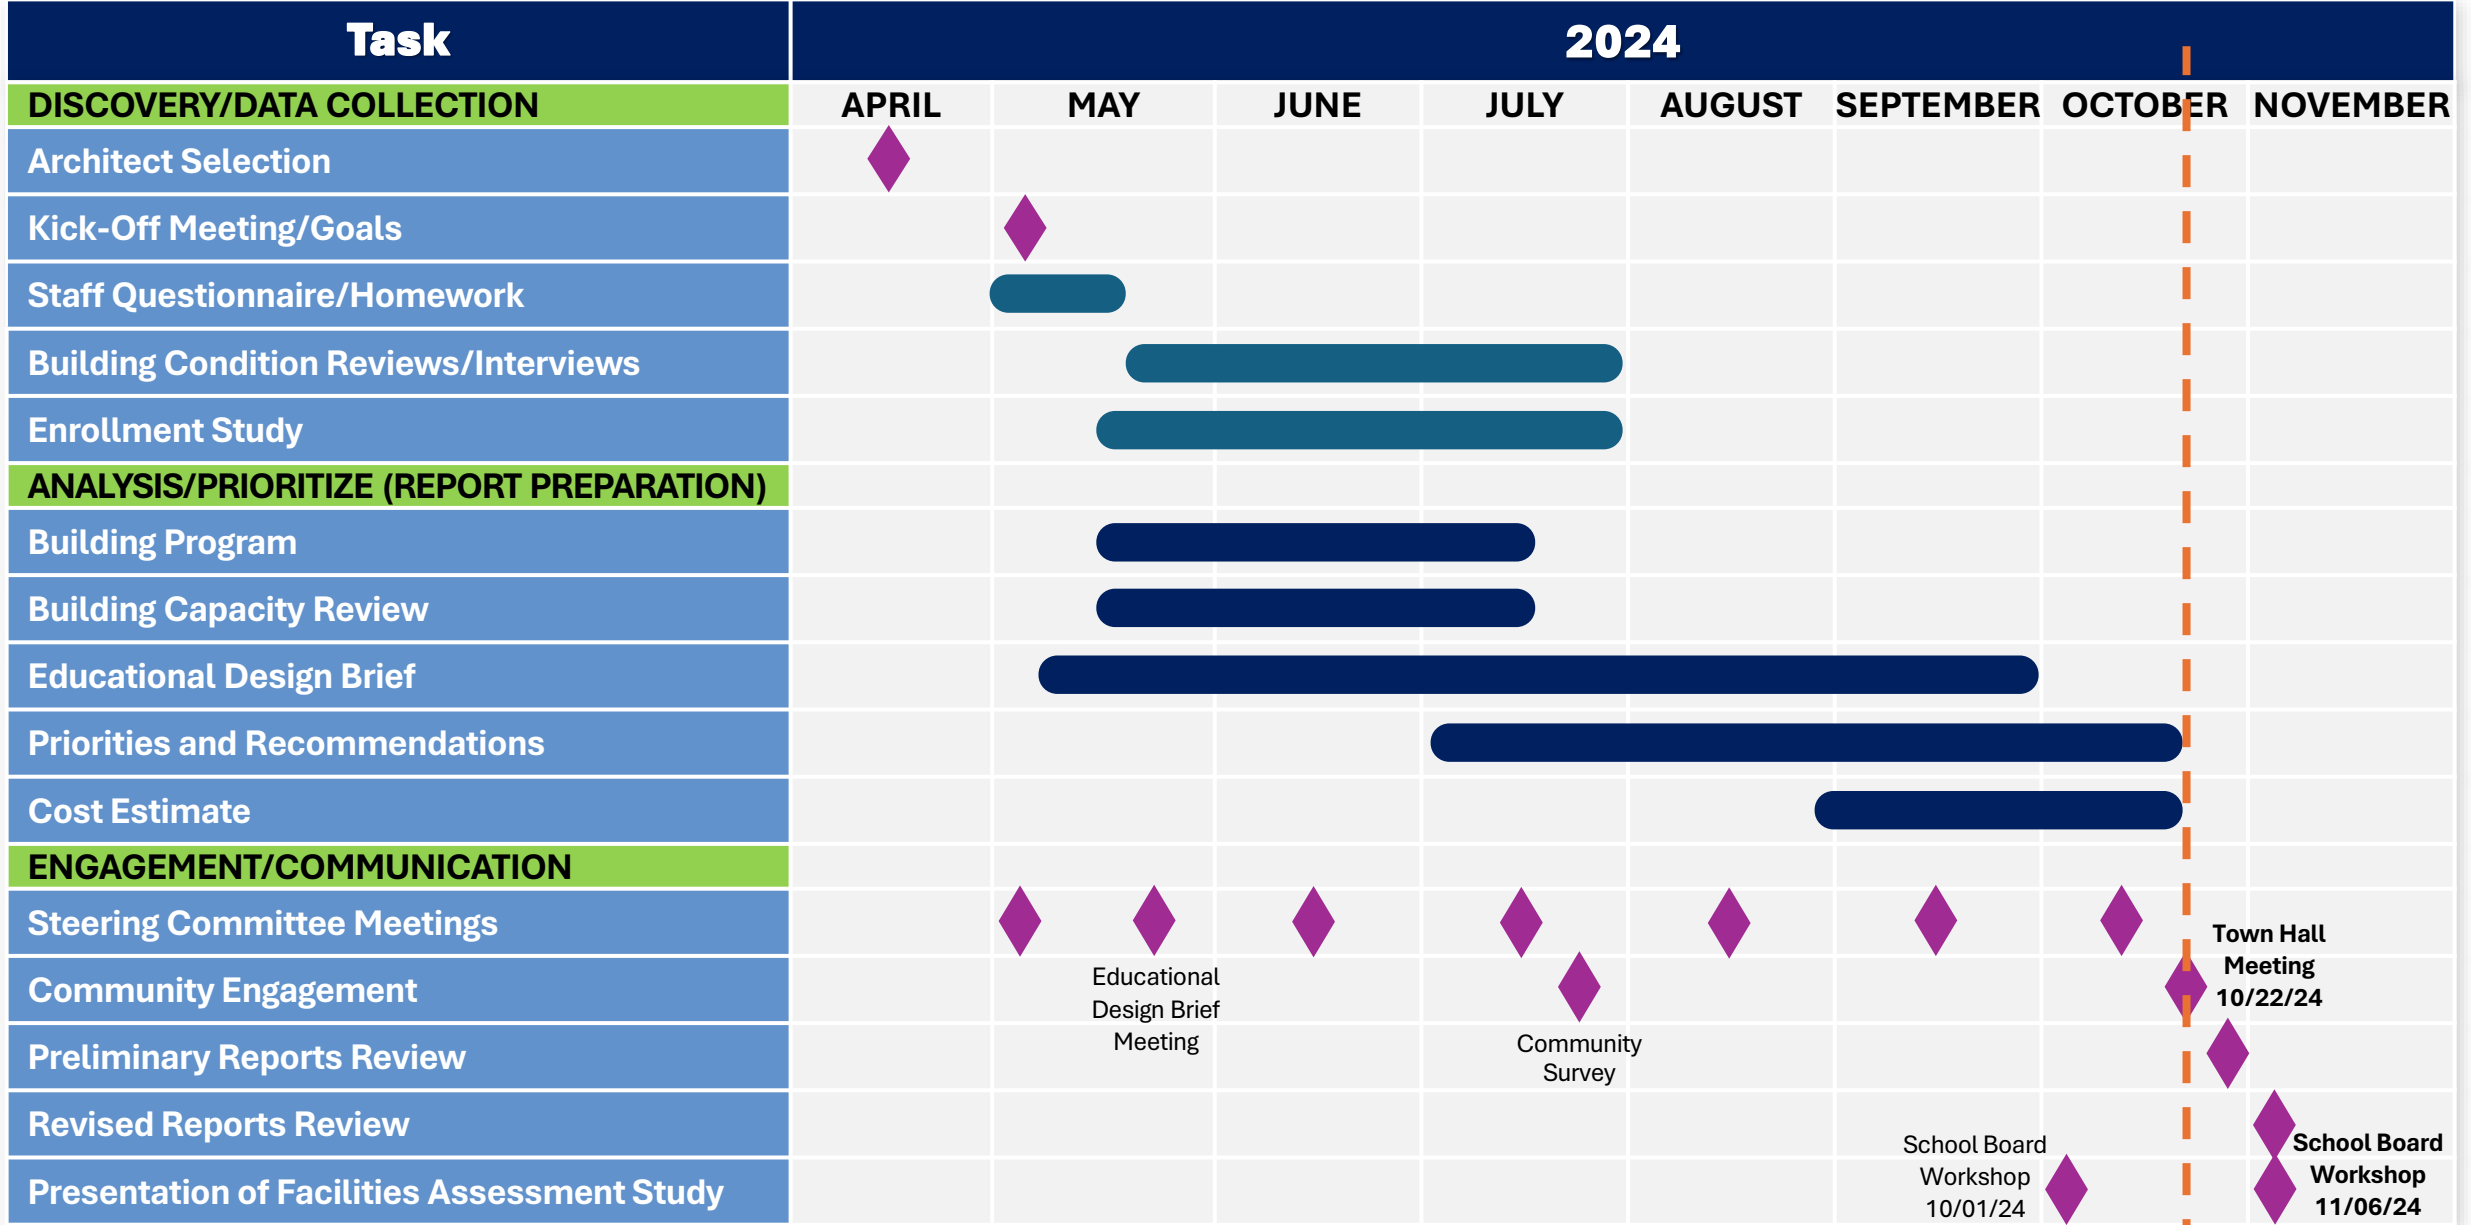 Task
2024
DISCOVERY/DATA COLLECTION
APRIL
MAY
JUNE
JULY
AUGUST
SEPTEMBER
OCTOBER
NOVEMBER
Architect Selection
Kick-Off Meeting/Goals
Staff Questionnaire/Homework
Building Condition Reviews/Interviews
Enrollment Study
ANALYSIS/PRIORITIZE (REPORT PREPARATION)
Building Program
Building Capacity Review
Educational Design Brief
Priorities and Recommendations
Cost Estimate
ENGAGEMENT/COMMUNICATION
Steering Committee Meetings
Educational
Design Brief
Meeting
Community Engagement
Community
Survey
Town Hall
Meeting
10/22/24
Preliminary Reports Review
Revised Reports Review
Presentation of Facilities Assessment Study
School Board
Workshop
10/01/24
School Board
Workshop
11/06/24